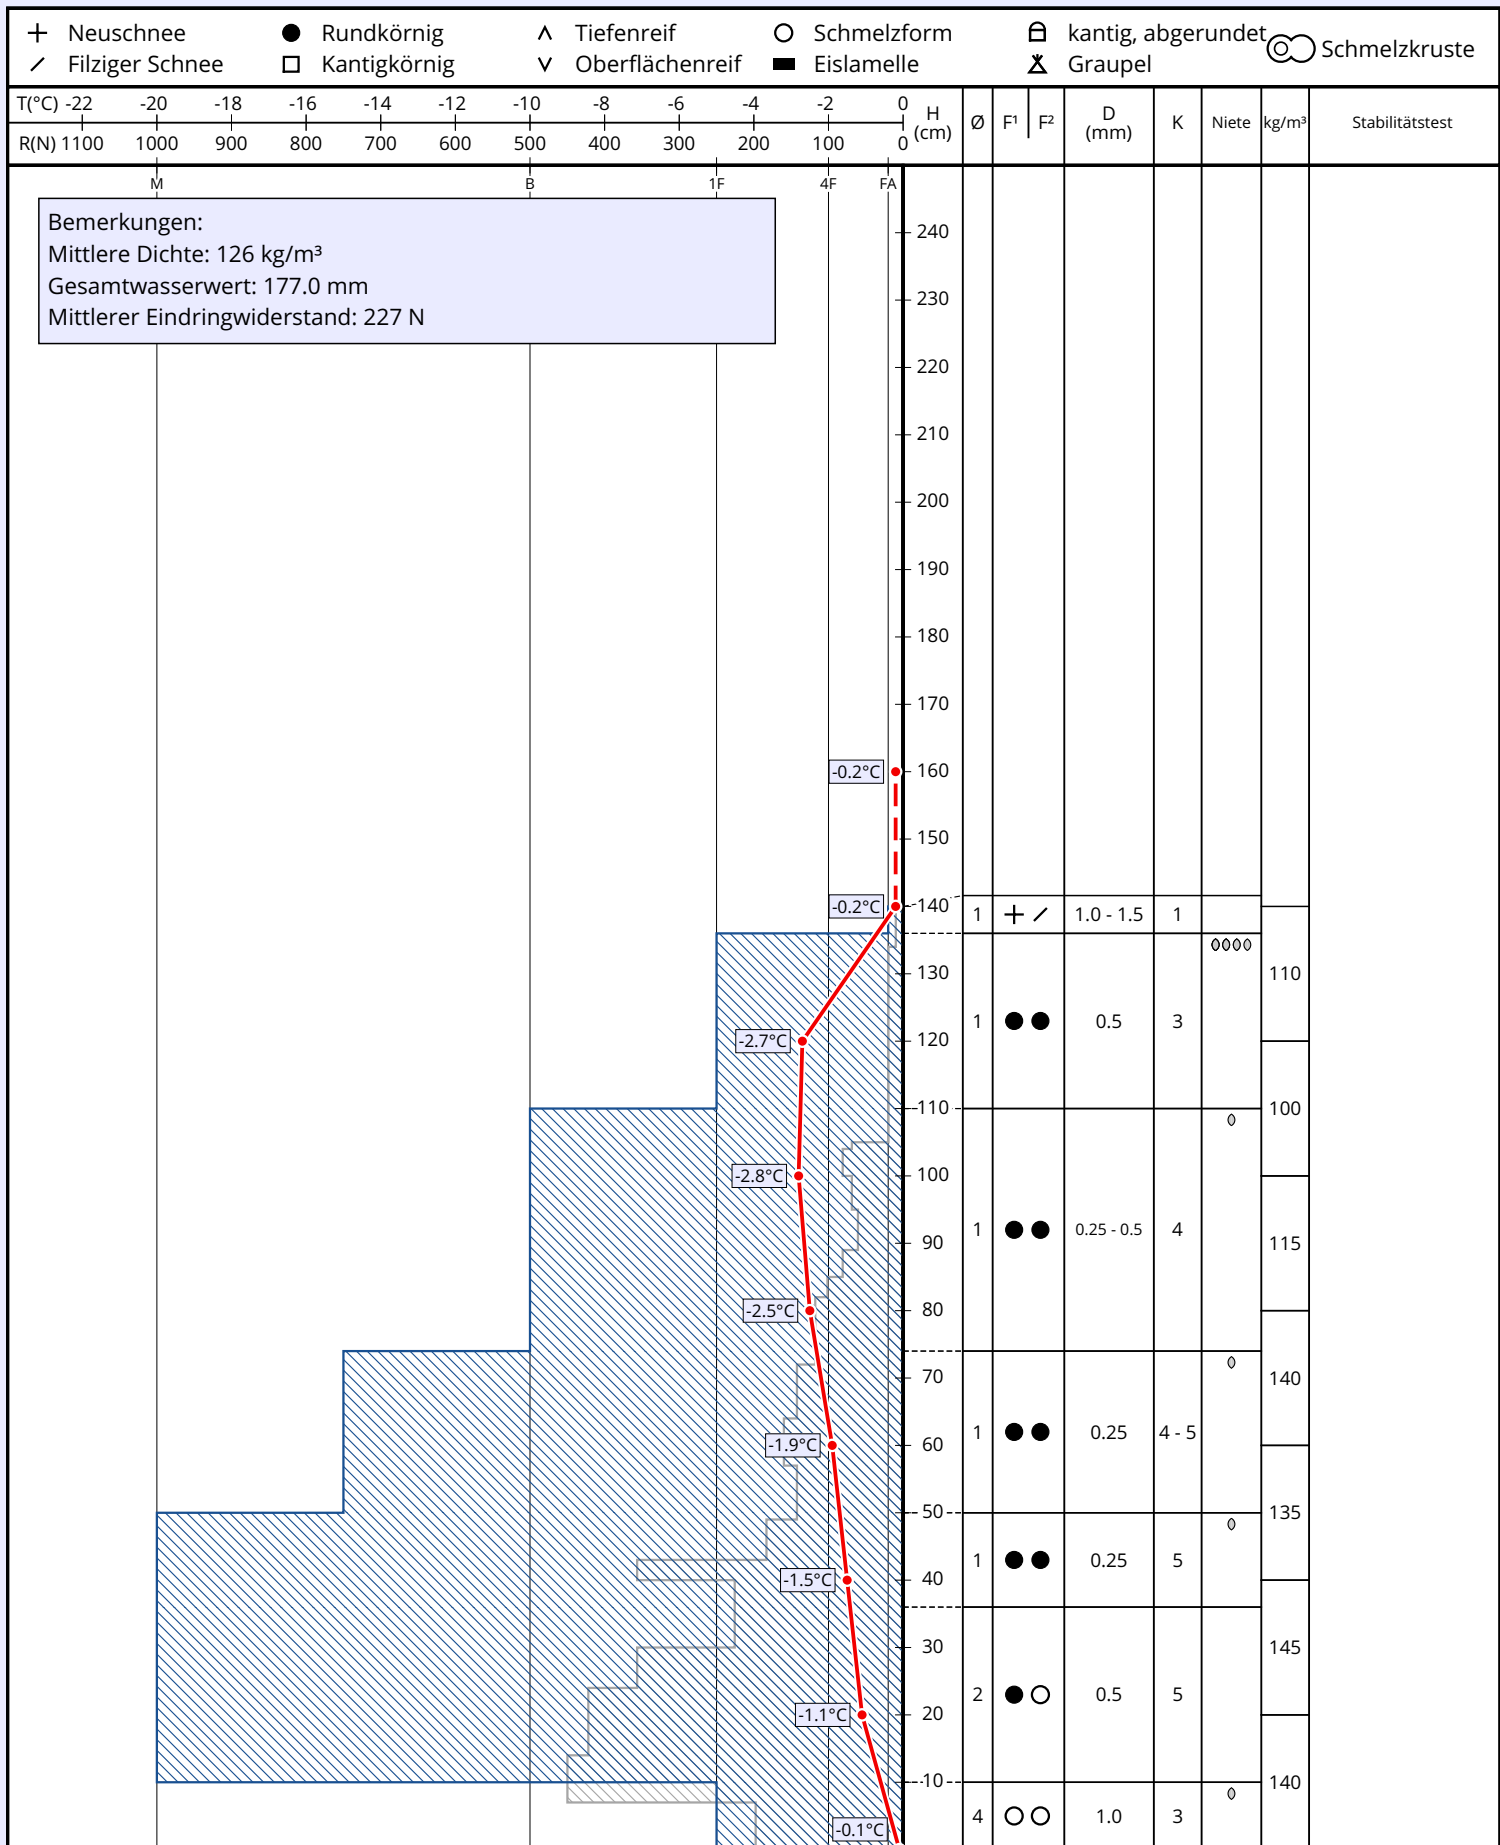 Neuschnee Rundkörnig Tiefenreif Schmelzform kantig, abgerundet Schmelzkruste
Filziger Schnee Kantigkörnig Oberflächenreif Eislamelle Graupel
T(°C) -22 -20 -18 -16 -14 -12 -10 -8 -6 -4 -2 0
R(N) 1100 1000 900 800 700 600 500 400 300 200 100 0
H (cm) Ø F¹ F² D (mm) K Niete kg/m³ Stabilitätstest
M B 1F 4F FA
Bemerkungen:
Mittlere Dichte: 126 kg/m³
Gesamtwasserwert: 177.0 mm
Mittlerer Eindringwiderstand: 227 N
240
230
220
210
200
190
180
170
-0.2°C 160
150
-0.2°C 140
1 1.0 - 1.5 1
130 110
1 0.5 3
-2.7°C 120
110 100
-2.8°C 100
1 0.25 - 0.5 4
90 115
-2.5°C 80
70 140
1 0.25 4 - 5
-1.9°C 60
50 135
1 0.25 5
-1.5°C 40
30 145
2 0.5 5
-1.1°C 20
10 140
4 1.0 3
-0.1°C